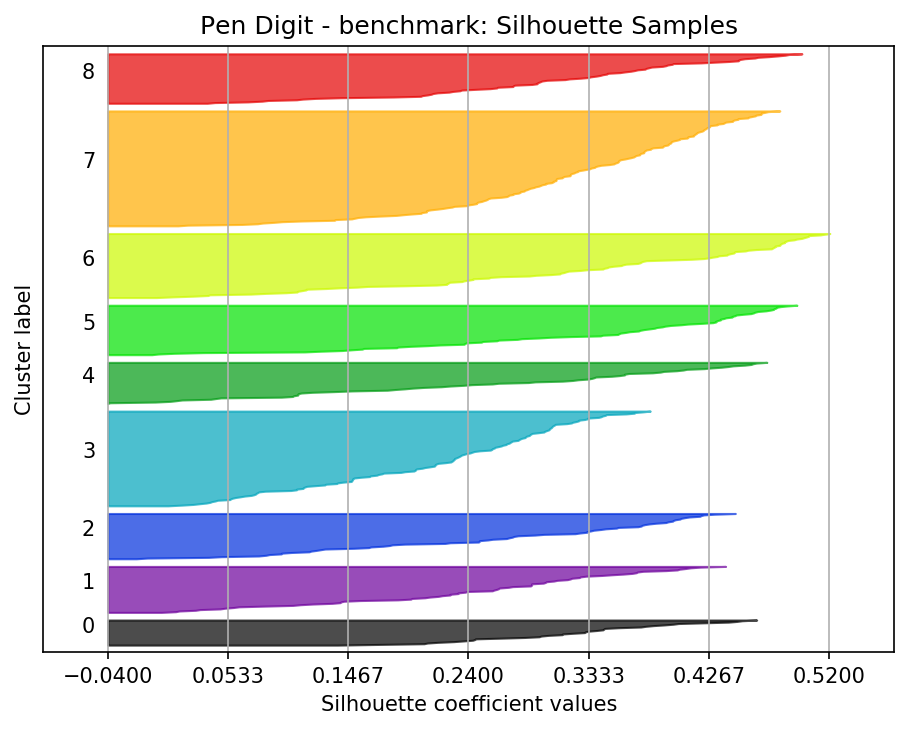 Pen Digit - benchmark: Silhouette Samples
8
7
6
5
4
3
2
1
0
Cluster label
−0.0400 0.0533 0.1467 0.2400 0.3333 0.4267 0.5200
Silhouette coefficient values